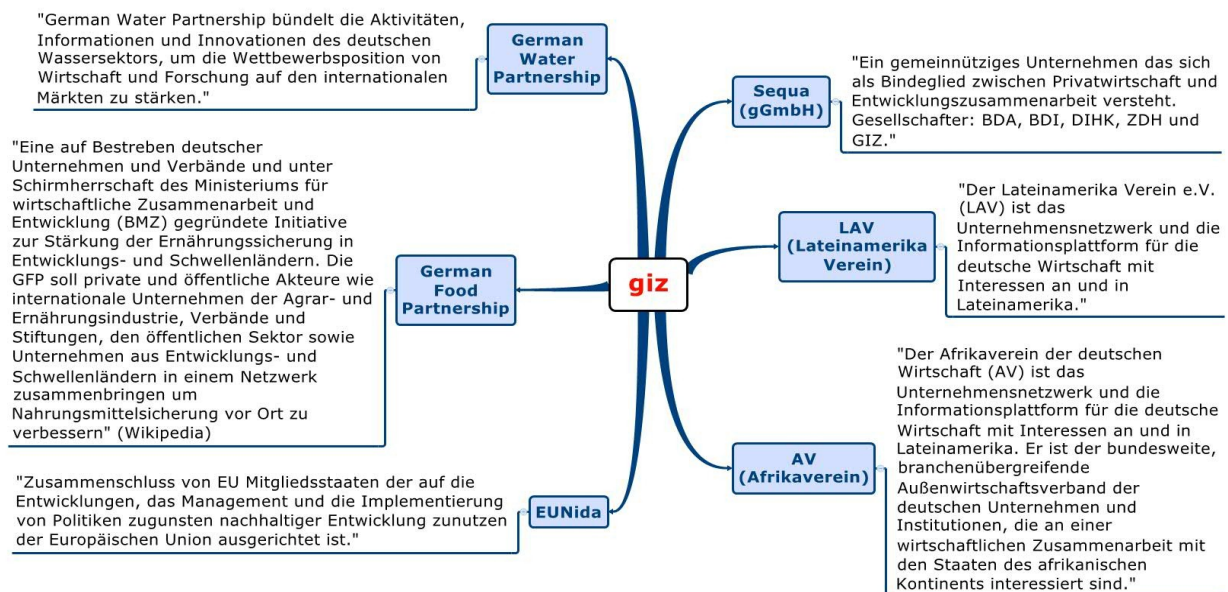 "German Water Partnership bündelt die Aktivitäten,
Informationen und Innovationen des deutschen
Wassersektors, um die Wettbewerbsposition von
Wirtschaft und Forschung auf den internationalen
Märkten zu stärken."
German
Water
Partnership
"Eine auf Bestreben deutscher
Unternehmen und Verbände und unter
Schirmherrschaft des Ministeriums für
wirtschaftliche Zusammenarbeit und
Entwicklung (BMZ) gegründete Initiative
zur Stärkung der Ernährungssicherung in
Entwicklungs- und Schwellenländern. Die
GFP soll private und öffentliche Akteure wie
internationale Unternehmen der Agrar- und
Ernährungsindustrie, Verbände und
Stiftungen, den öffentlichen Sektor sowie
Unternehmen aus Entwicklungs- und
Schwellenländern in einem Netzwerk
zusammenbringen um
Nahrungsmittelsicherung vor Ort zu
verbessern" (Wikipedia)
German
Food
Partnership
"Zusammenschluss von EU Mitgliedsstaaten der auf die
Entwicklungen, das Management und die Implementierung
von Politiken zugunsten nachhaltiger Entwicklung zunutzen
der Europäischen Union ausgerichtet ist."
EUNida
giz
Sequa
(gGmbH)
"Ein gemeinnütziges Unternehmen das sich
als Bindeglied zwischen Privatwirtschaft und
Entwicklungszusammenarbeit versteht.
Gesellschafter: BDA, BDI, DIHK, ZDH und
GIZ."
LAV
(Lateinamerika
Verein)
"Der Lateinamerika Verein e.V.
(LAV) ist das
Unternehmensnetzwerk und die
Informationsplattform für die
deutsche Wirtschaft mit
Interessen an und in
Lateinamerika."
AV
(Afrikaverein)
"Der Afrikaverein der deutschen
Wirtschaft (AV) ist das
Unternehmensnetzwerk und die
Informationsplattform für die deutsche
Wirtschaft mit Interessen an und in
Lateinamerika. Er ist der bundesweite,
branchenübergreifende
Außenwirtschaftsverband der
deutschen Unternehmen und
Institutionen, die an einer
wirtschaftlichen Zusammenarbeit mit
den Staaten des afrikanischen
Kontinents interessiert sind."